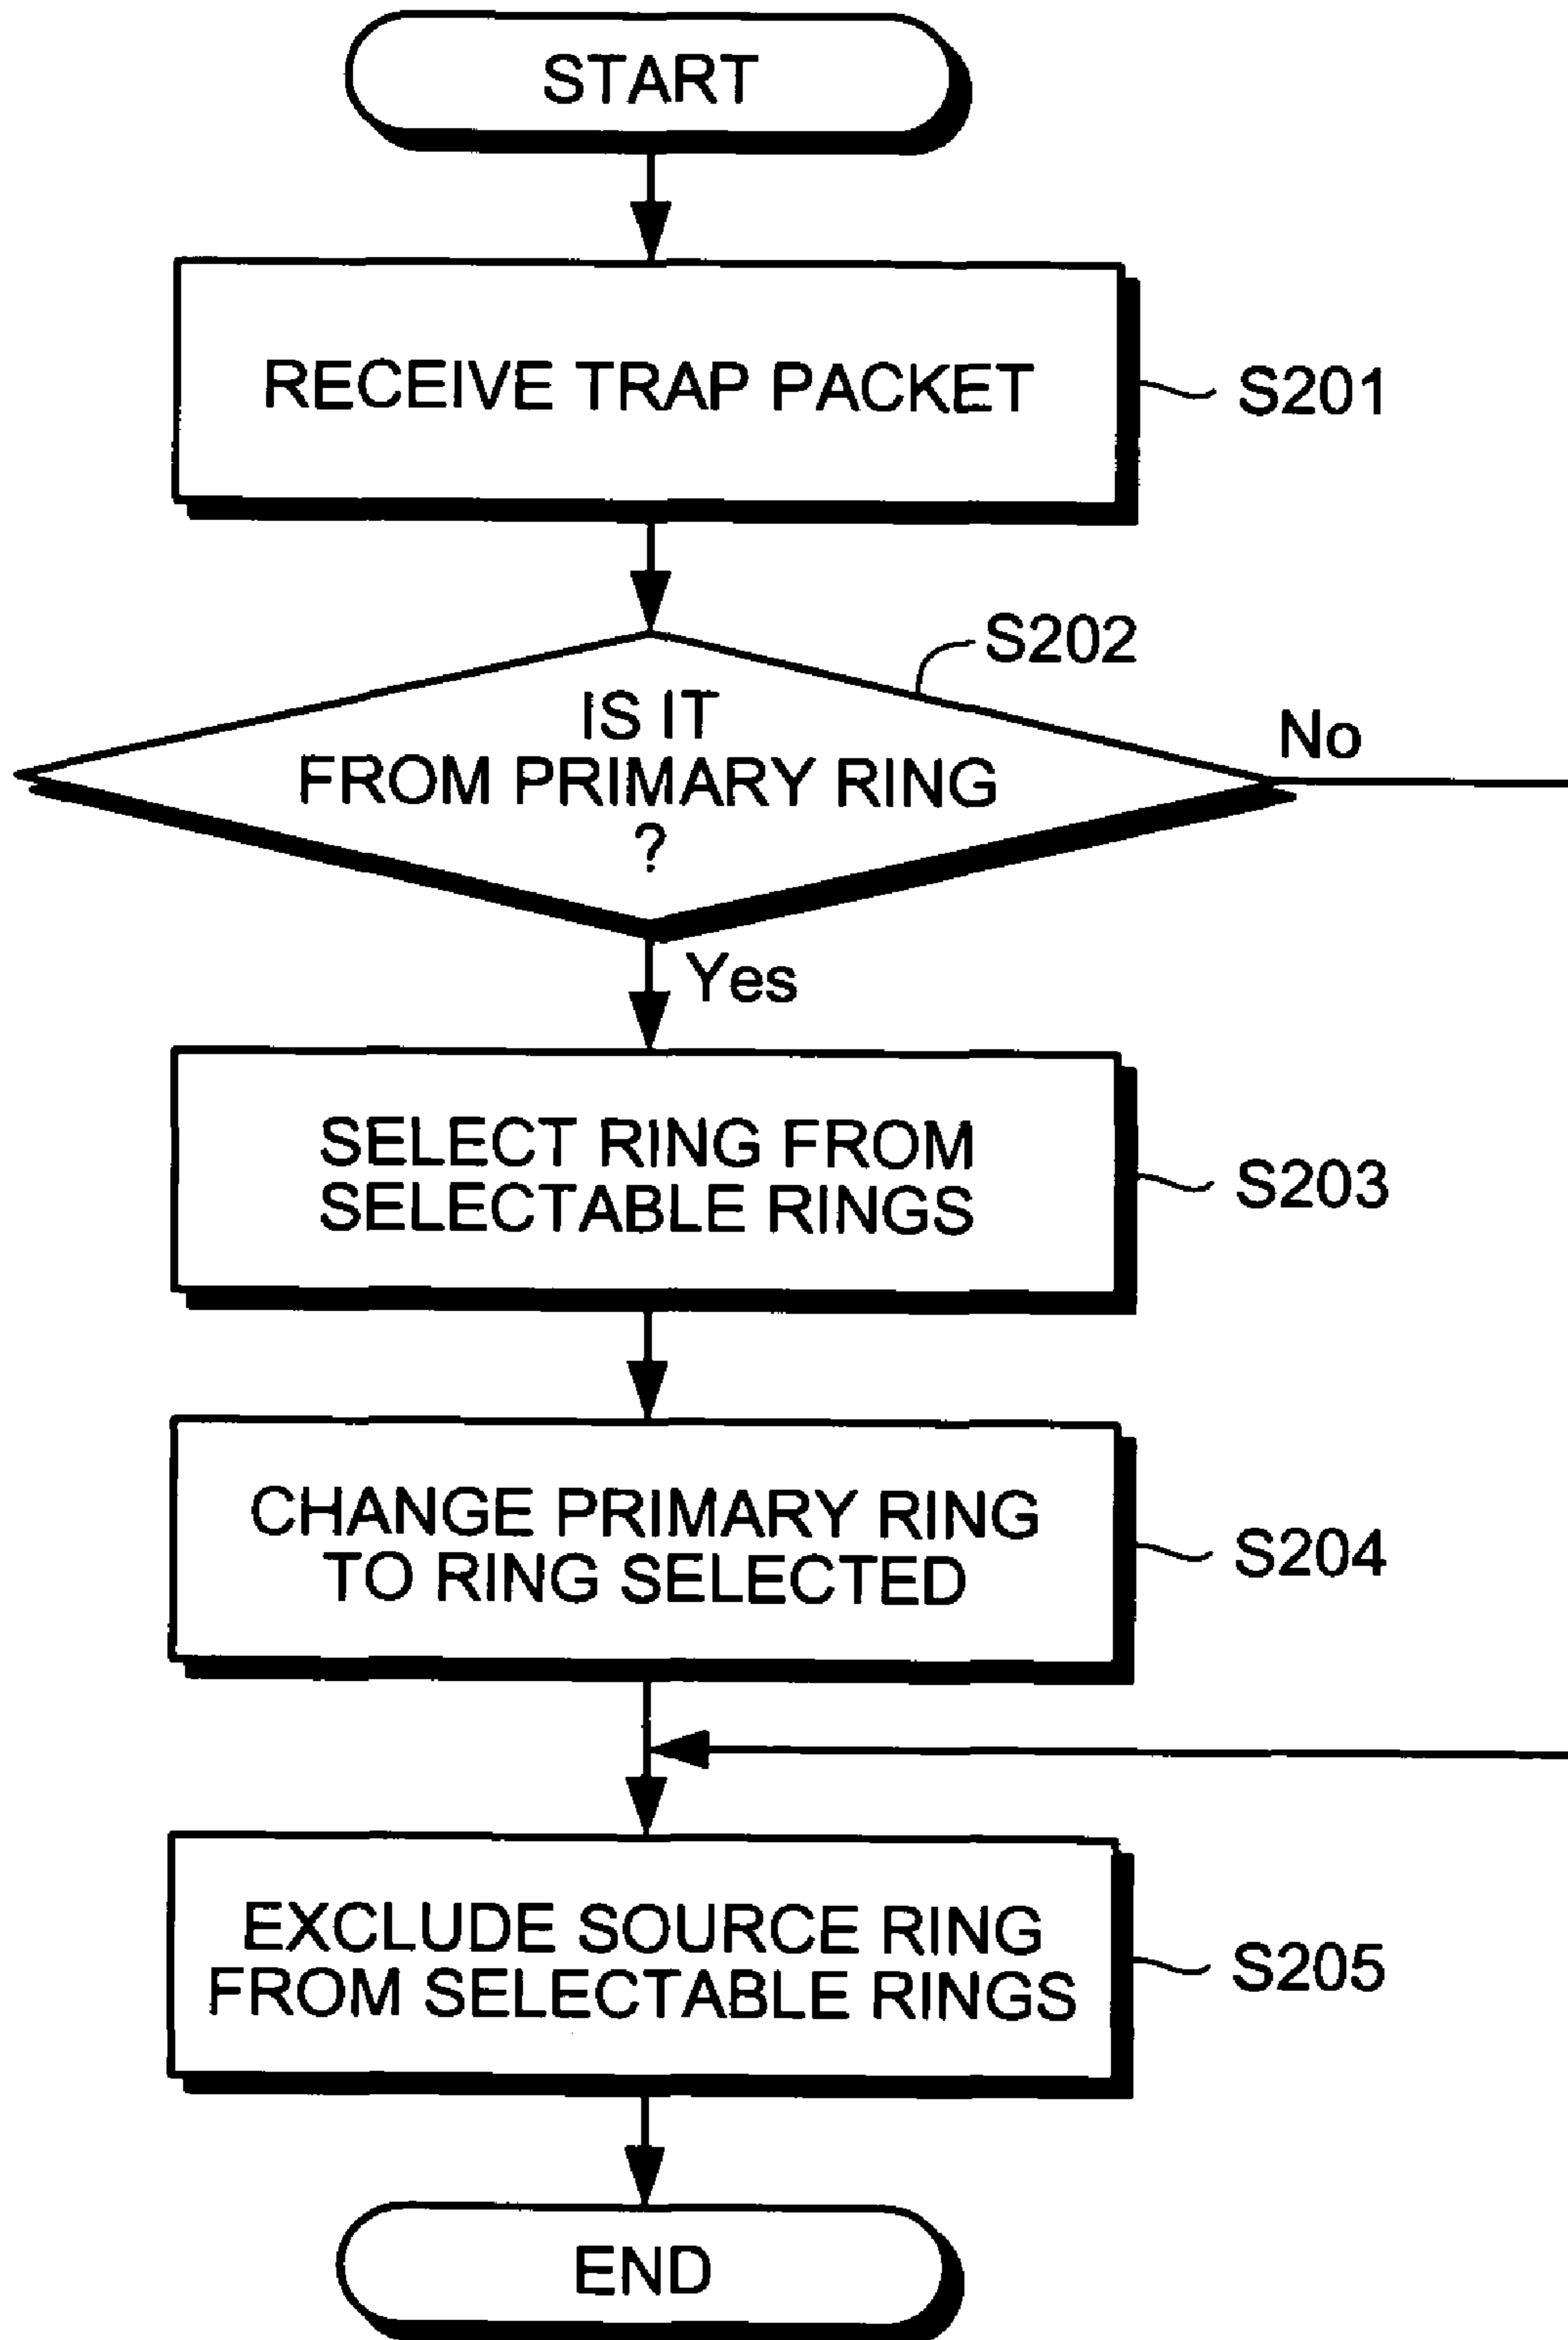 START
RECEIVE TRAP PACKET
S201
S202
IS IT
FROM PRIMARY RING
?
No
Yes
SELECT RING FROM
SELECTABLE RINGS
S203
CHANGE PRIMARY RING
TO RING SELECTED
S204
EXCLUDE SOURCE RING
FROM SELECTABLE RINGS
S205
END